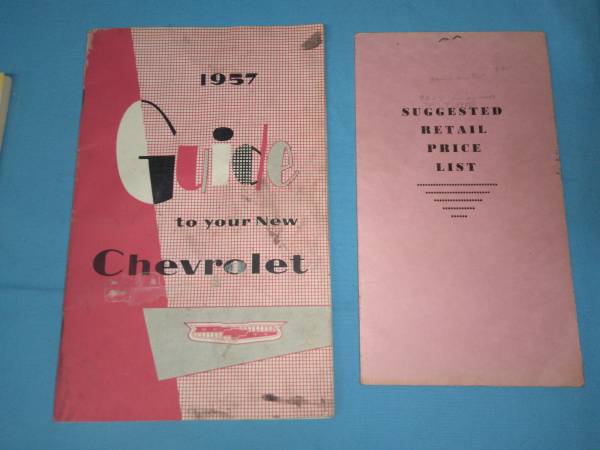 1957
Guide
to your New
Chevrolet
SUGGESTED
RETAIL
PRICE
LIST